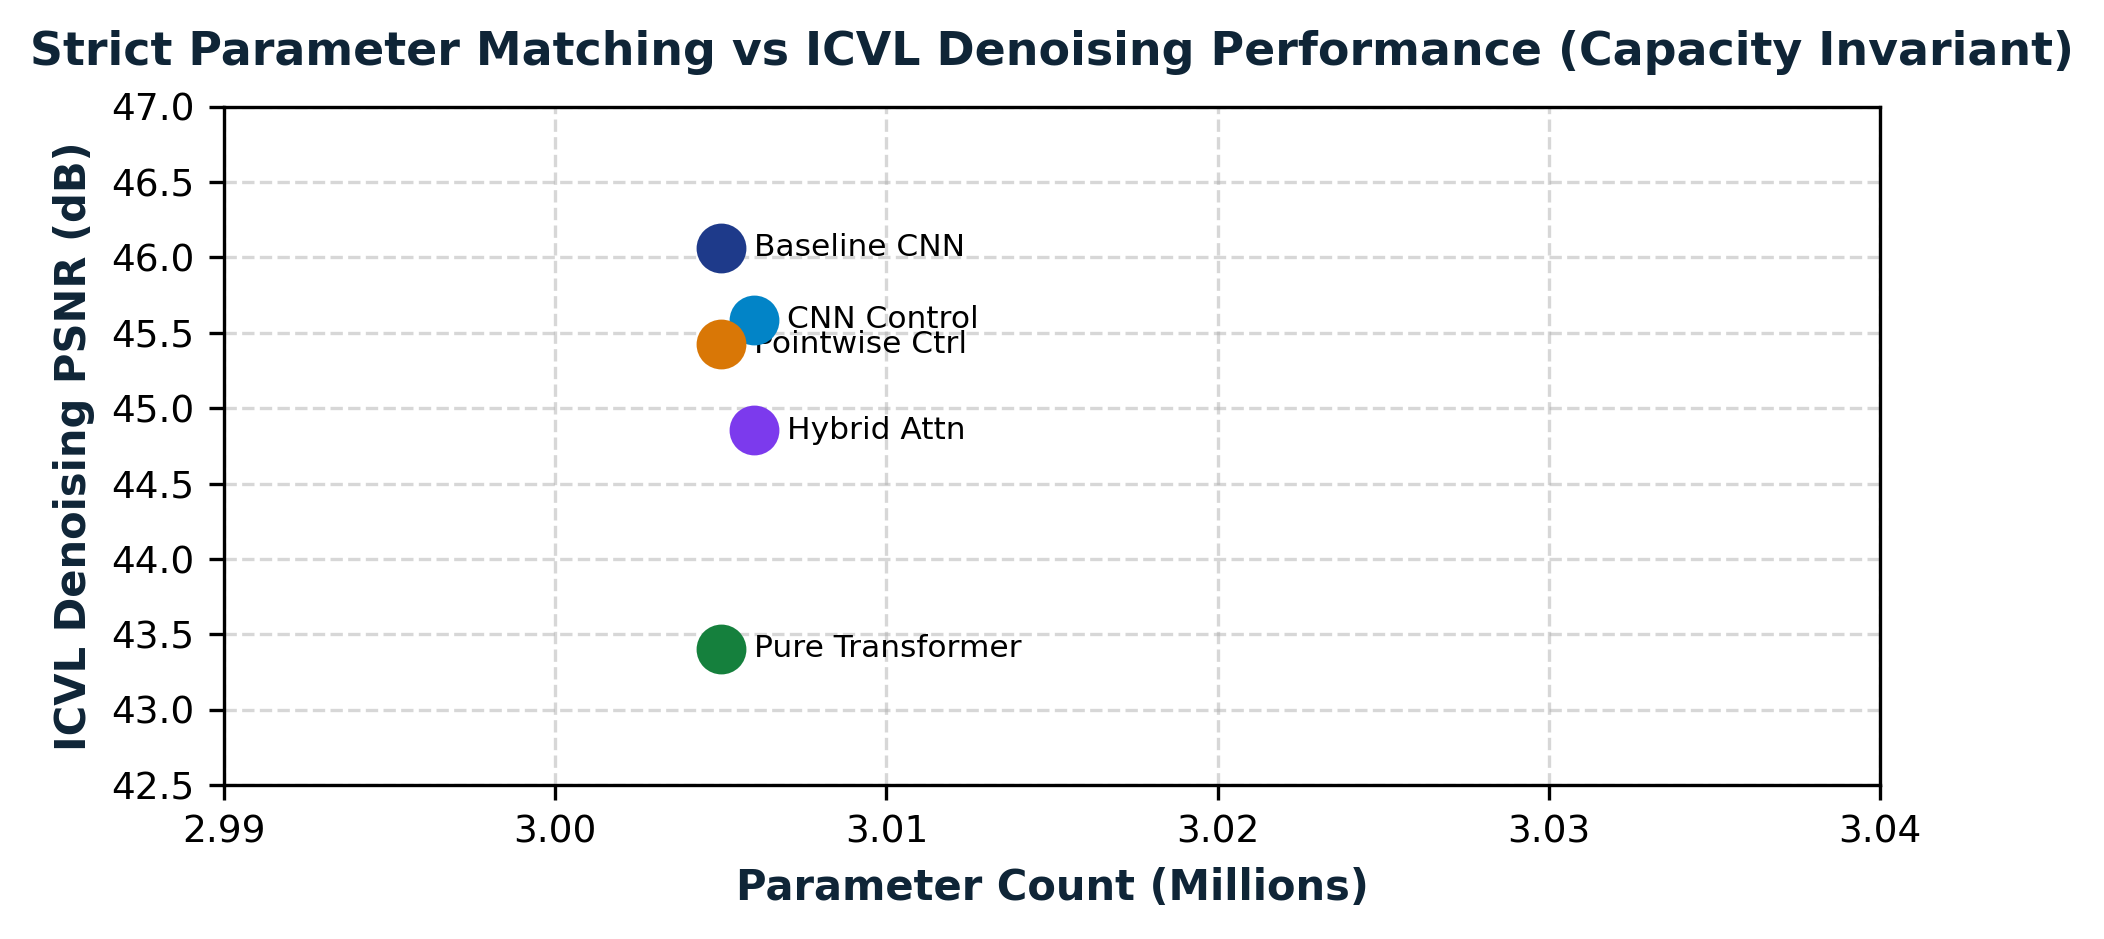 Strict Parameter Matching vs ICVL Denoising Performance (Capacity Invariant)
47.0
46.5
46.0
45.5
45.0
44.5
44.0
43.5
43.0
42.5
ICVL Denoising PSNR (dB)
Baseline CNN
CNN Control
Pointwise Ctrl
Hybrid Attn
Pure Transformer
2.99
3.00
3.01
3.02
3.03
3.04
Parameter Count (Millions)